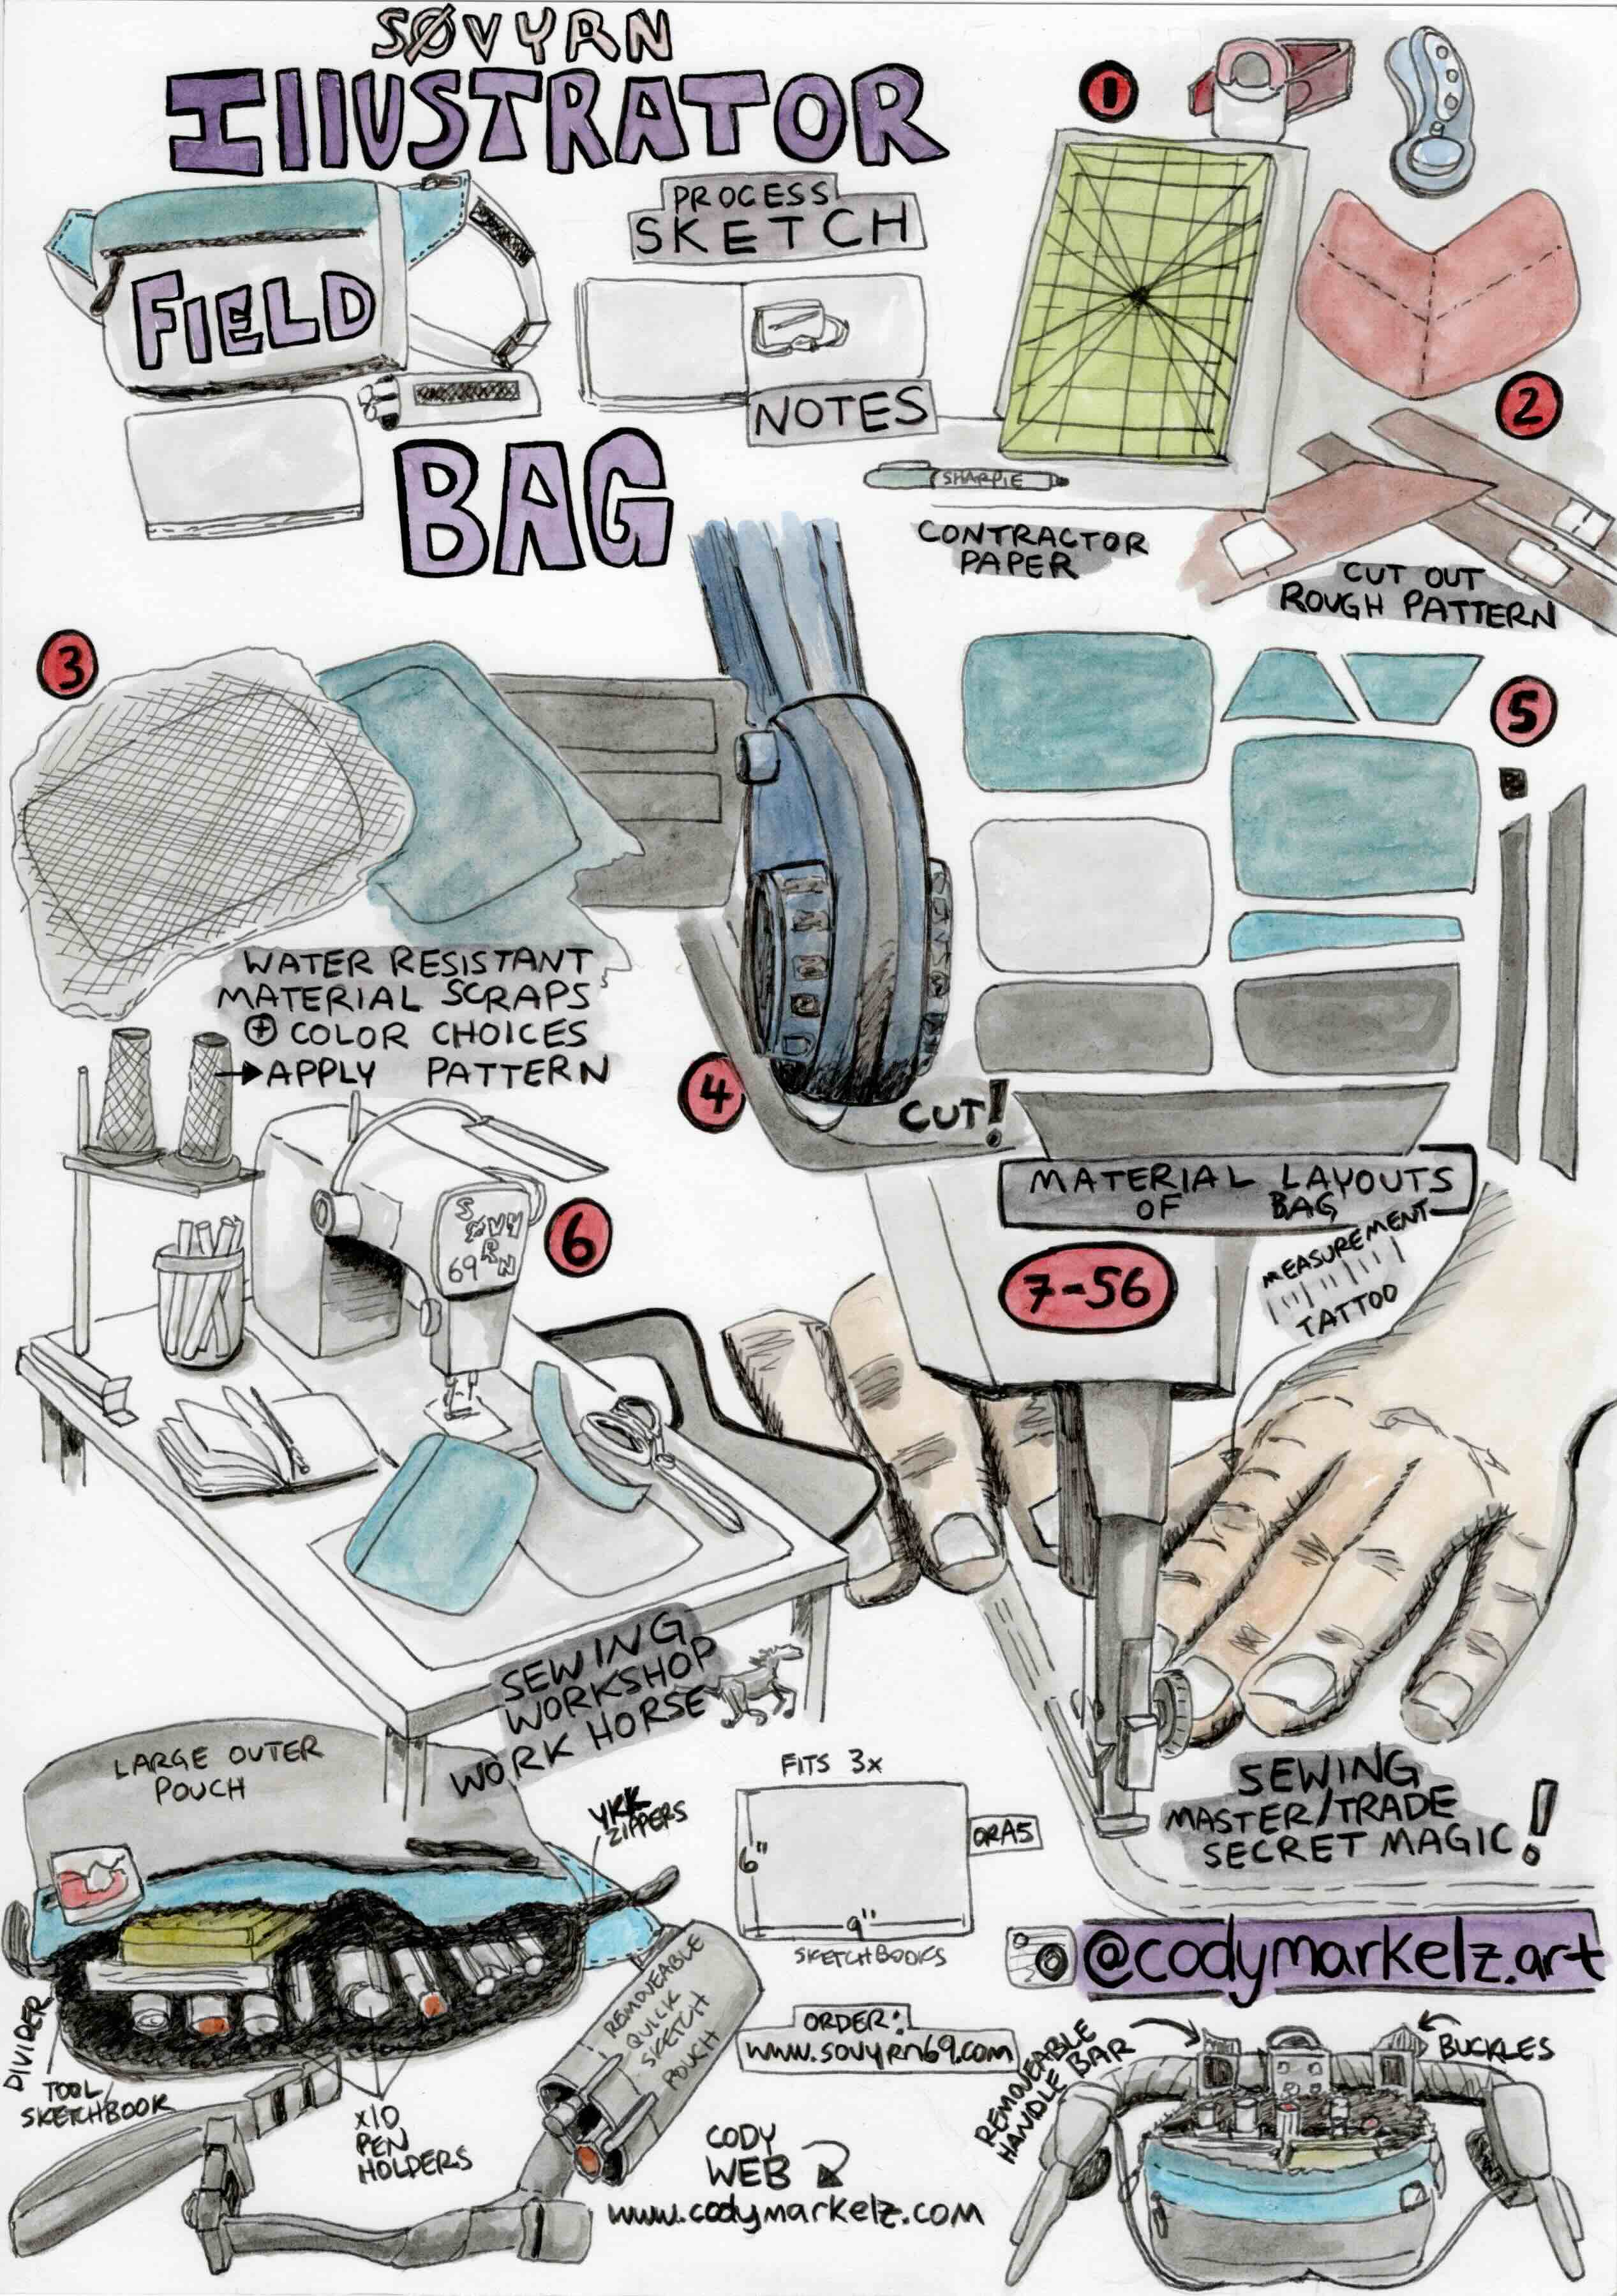 SØVYRN
ILLUSTRATOR
FIELD
BAG
PROCESS
SKETCH
NOTES
1
SHARPIE
CONTRACTOR
PAPER
2
CUT OUT
ROUGH PATTERN
3
WATER RESISTANT
MATERIAL SCRAPS
⊕ COLOR CHOICES
→APPLY PATTERN
4
CUT!
5
MATERIAL LAYOUTS
OF BAG
6
SØVY
RN
69
SEWING
WORKSHOP
WORK HORSE
7-56
MEASUREMENT
TATTOO
SEWING
MASTER/TRADE
SECRET MAGIC!
LARGE OUTER
POUCH
YKK
ZIPPERS
FITS 3x
6"
9"
OR A5
SKETCHBOOKS
@codymarkelz.art
DIVIDER
TOOL/
SKETCHBOOK
x10
PEN
HOLDERS
REMOVEABLE
QUICK
SKETCH
POUCH
ORDER:
www.sovyrn69.com
CODY
WEB
www.codymarkelz.com
REMOVEABLE
HANDLE BAR
BUCKLES